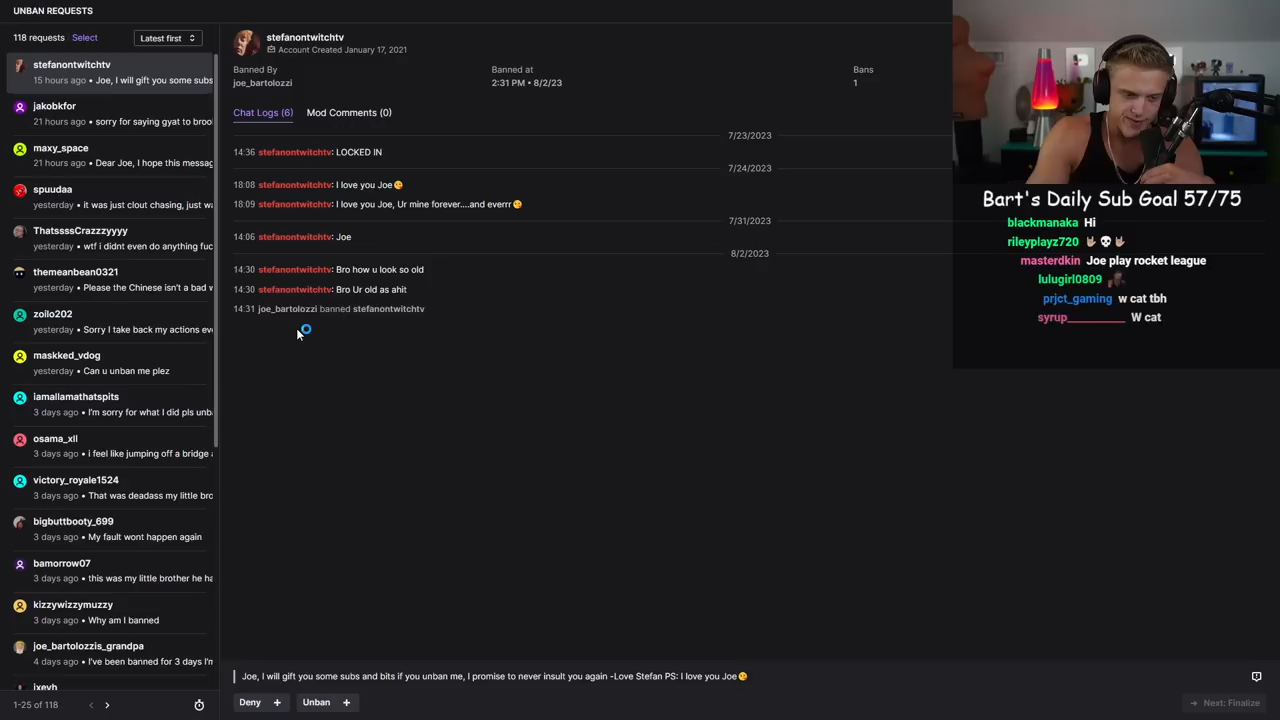 UNBAN REQUESTS
118 requests Select Latest first
stefanontwitchtv
15 hours ago • Joe, I will gift you some subs
jakobkfor
21 hours ago • sorry for saying gyat to broo
maxy_space
21 hours ago • Dear Joe, I hope this messag
spuudaa
yesterday • it was just clout chasing, just wa
ThatssssCrazzzyyyy
yesterday • wtf i didnt even do anything fuc
themeanbean0321
yesterday • Please the Chinese isn't a bad w
zoilo202
yesterday • Sorry I take back my actions eve
maskked_vdog
yesterday • Can u unban me plez
iamallamathatspits
3 days ago • I'm sorry for what I did pls unb
osama_xll
3 days ago • i feel like jumping off a bridge a
victory_royale1524
3 days ago • That was deadass my little bro
bigbuttbooty_699
3 days ago • My fault wont happen again
bamorrow07
3 days ago • this was my little brother he ha
kizzywizzymuzzy
3 days ago • Why am I banned
joe_bartolozzis_grandpa
4 days ago • I've been banned for 3 days I'm
ixevh
1-25 of 118
stefanontwitchtv
Account Created January 17, 2021
Banned By
joe_bartolozzi
Banned at
2:31 PM • 8/2/23
Bans
1
Chat Logs (6) Mod Comments (0)
7/23/2023
14:36 stefanontwitchtv: LOCKED IN
7/24/2023
18:08 stefanontwitchtv: I love you Joe😘
18:09 stefanontwitchtv: I love you Joe, Ur mine forever....and everrr😘
7/31/2023
14:06 stefanontwitchtv: Joe
8/2/2023
14:30 stefanontwitchtv: Bro how u look so old
14:30 stefanontwitchtv: Bro Ur old as ahit
14:31 joe_bartolozzi banned stefanontwitchtv
Joe, I will gift you some subs and bits if you unban me, I promise to never insult you again -Love Stefan PS: I love you Joe😘
Deny + Unban +
→ Next: Finalize
Bart's Daily Sub Goal 57/75
blackmanaka Hi
rileyplayz720 🤘🏽💀🤘🏽
masterdkin Joe play rocket league
lulugirl0809
prjct_gaming w cat tbh
syrup__________ W cat